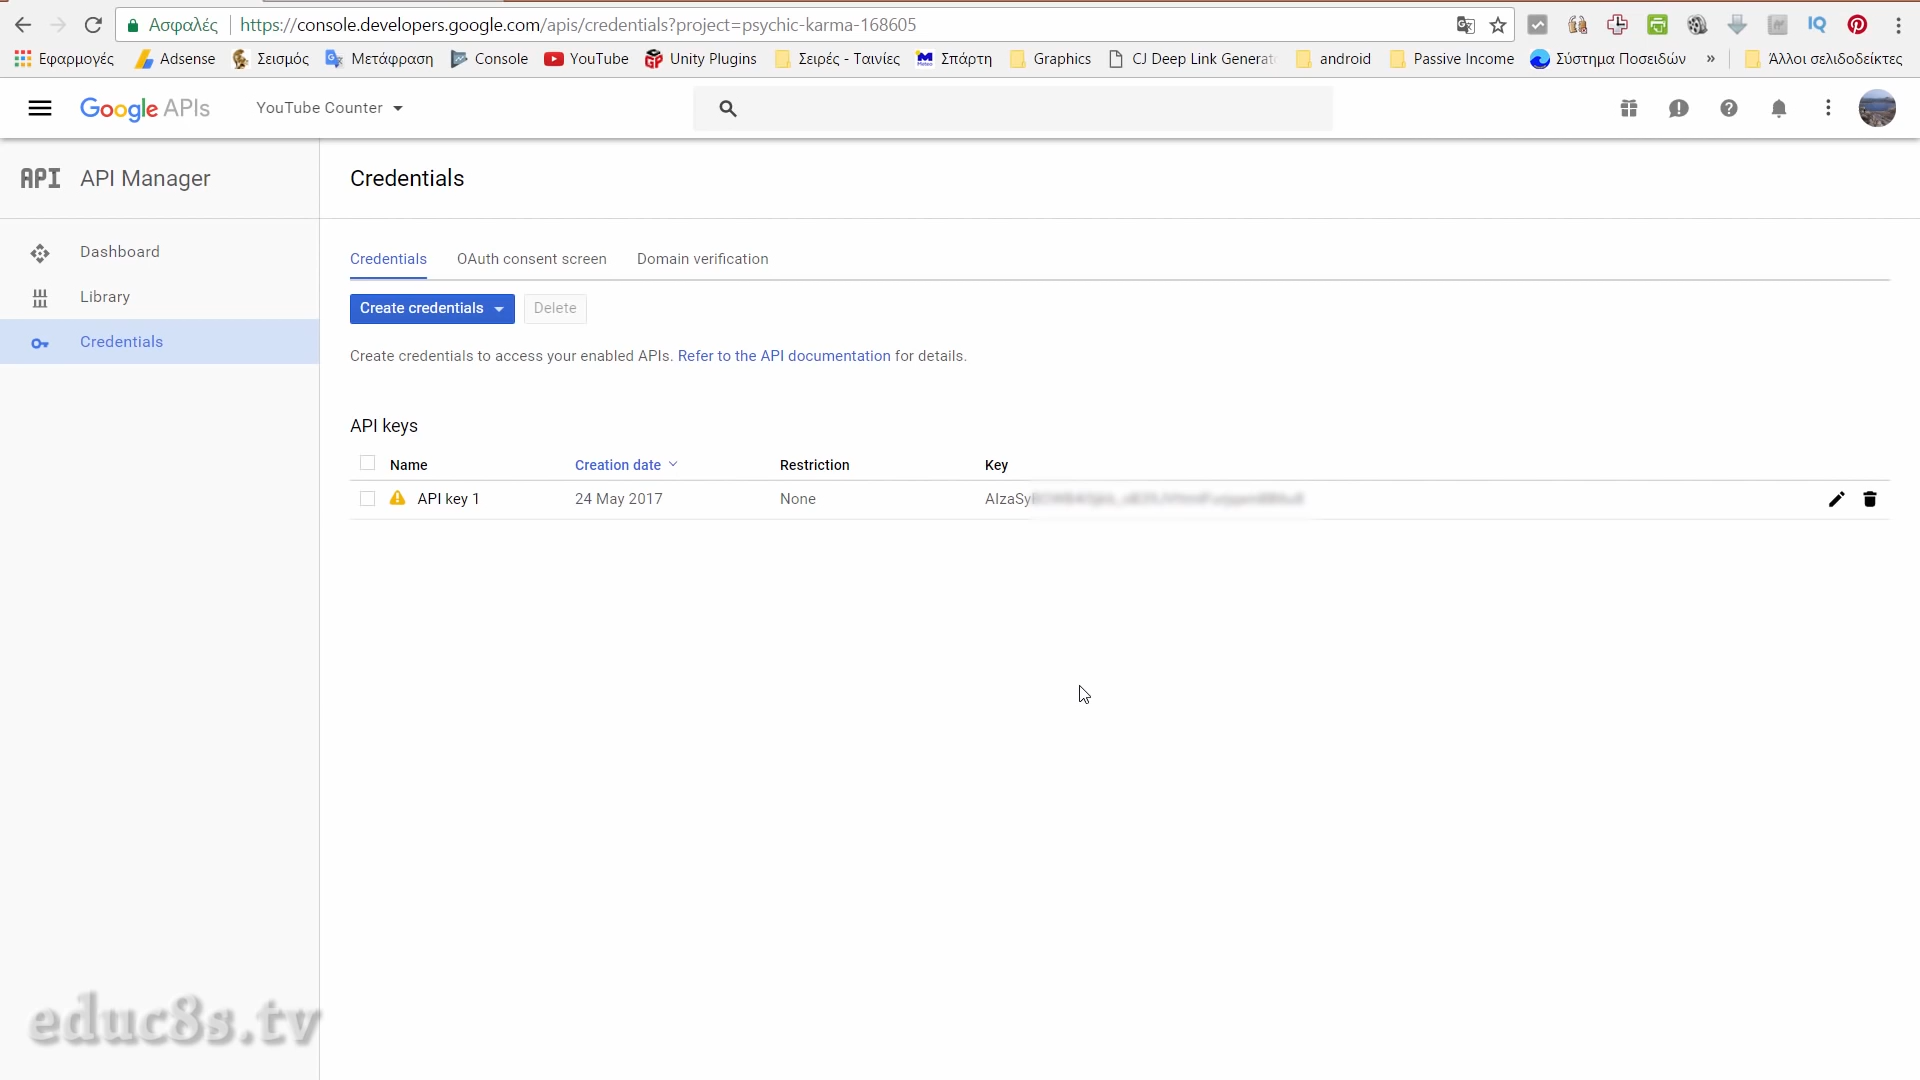 Ασφαλές https://console.developers.google.com/apis/credentials?project=psychic-karma-168605
Εφαρμογές Adsense Σεισμός Μετάφραση Console YouTube Unity Plugins Σειρές - Ταινίες Σπάρτη Graphics CJ Deep Link Generat android Passive Income Σύστημα Ποσειδών » Άλλοι σελιδοδείκτες
Google APIs YouTube Counter
API API Manager
Credentials
Dashboard
Library
Credentials
Credentials OAuth consent screen Domain verification
Create credentials Delete
Create credentials to access your enabled APIs. Refer to the API documentation for details.
API keys
Name Creation date Restriction Key
API key 1 24 May 2017 None AIzaSy
educ8s.tv